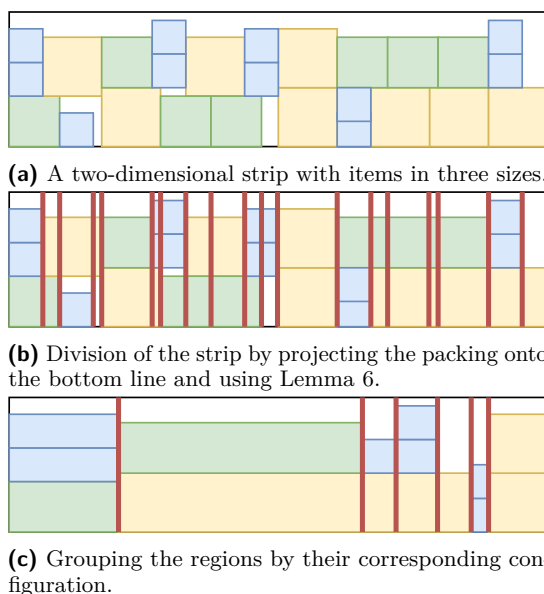 (a) A two-dimensional strip with items in three sizes.
(b) Division of the strip by projecting the packing onto
the bottom line and using Lemma 6.
(c) Grouping the regions by their corresponding con-
figuration.